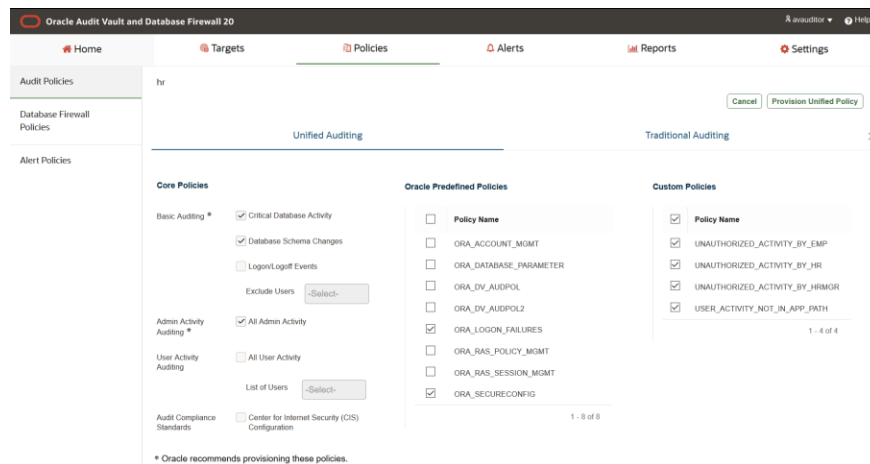 Oracle Audit Vault and Database Firewall 20
avauditor
Help
Home
Targets
Policies
Alerts
Reports
Settings
Audit Policies
Database Firewall
Policies
Alert Policies
hr
Cancel
Provision Unified Policy
Unified Auditing
Traditional Auditing
Core Policies
Basic Auditing *
Critical Database Activity
Database Schema Changes
Logon/Logoff Events
Exclude Users
-Select-
Admin Activity
Auditing *
All Admin Activity
User Activity
Auditing
All User Activity
List of Users
-Select-
Audit Compliance
Standards
Center for Internet Security (CIS)
Configuration
* Oracle recommends provisioning these policies.
Oracle Predefined Policies
Policy Name
ORA_ACCOUNT_MGMT
ORA_DATABASE_PARAMETER
ORA_DV_AUDPOL
ORA_DV_AUDPOL2
ORA_LOGON_FAILURES
ORA_RAS_POLICY_MGMT
ORA_RAS_SESSION_MGMT
ORA_SECURECONFIG
1 - 8 of 8
Custom Policies
Policy Name
UNAUTHORIZED_ACTIVITY_BY_EMP
UNAUTHORIZED_ACTIVITY_BY_HR
UNAUTHORIZED_ACTIVITY_BY_HRMGR
USER_ACTIVITY_NOT_IN_APP_PATH
1 - 4 of 4